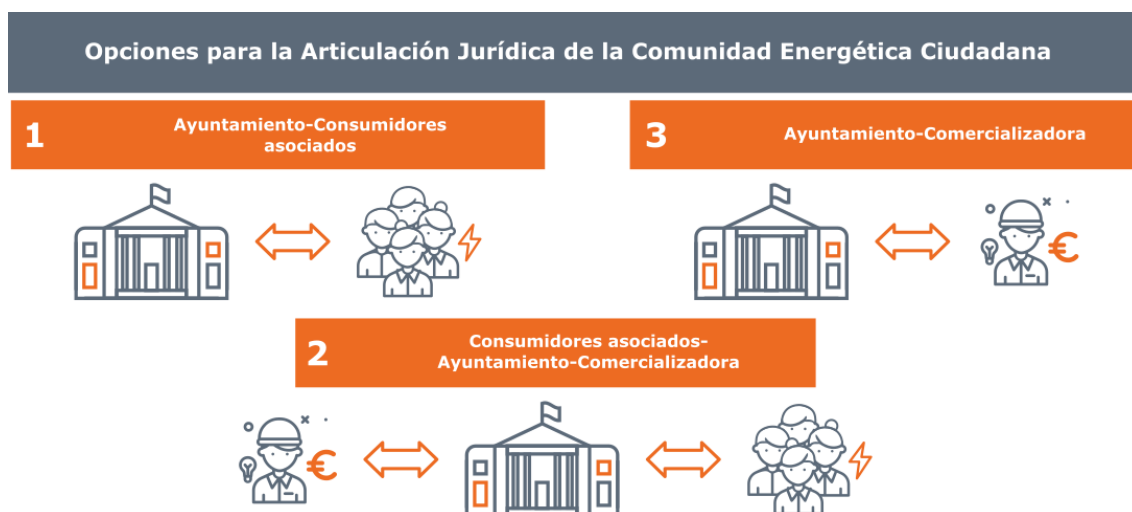 Opciones para la Articulación Jurídica de la Comunidad Energética Ciudadana
1
Ayuntamiento-Consumidores
asociados
3
Ayuntamiento-Comercializadora
€
2
Consumidores asociados-
Ayuntamiento-Comercializadora
€